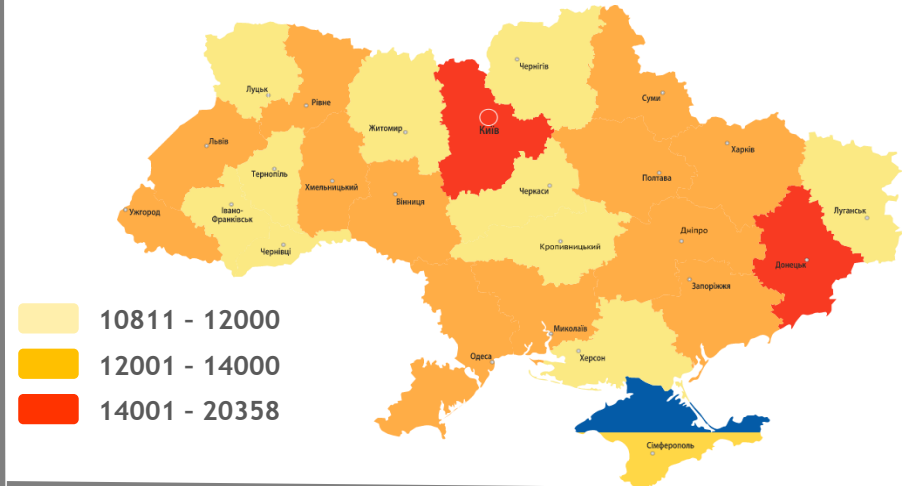 Чернігів
Луцьк
Суми
Рівне
Житомир
Київ
Львів
Харків
Тернопіль
Полтава
Хмельницький
Черкаси
Вінниця
Ужгород
Івано-
Франківськ
Луганськ
Дніпро
Чернівці
Кропивницький
Донецьк
Запоріжжя
10811 - 12000
Миколаїв
Одеса
Херсон
12001 - 14000
14001 - 20358
Сімферополь